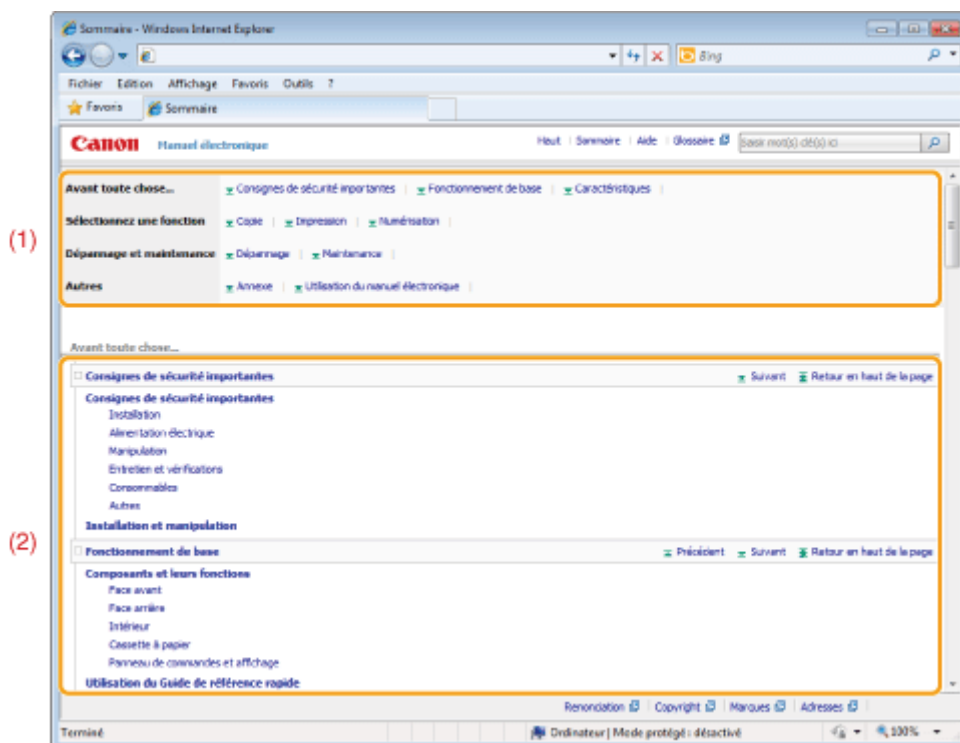 Sommaire - Windows Internet Explorer
Bing
Fichier Edition Affichage Favoris Outils ?
Favoris Sommaire
Canon Manuel électronique Haut Sommaire Aide Glossaire Saisir mot(s) clé(s) ici
(1)
Avant toute chose... Consignes de sécurité importantes Fonctionnement de base Caractéristiques
Sélectionnez une fonction Copie Impression Numérisation
Dépannage et maintenance Dépannage Maintenance
Autres Annexe Utilisation du manuel électronique
Avant toute chose...
(2)
Consignes de sécurité importantes Suivant Retour en haut de la page
Consignes de sécurité importantes
Installation
Alimentation électrique
Manipulation
Entretien et vérifications
Consommables
Autres
Installation et manipulation
Fonctionnement de base Précédent Suivant Retour en haut de la page
Composants et leurs fonctions
Face avant
Face arrière
Intérieur
Cassette à papier
Panneau de commandes et affichage
Utilisation du Guide de référence rapide
Renonciation Copyright Marques Adresses
Terminé Ordinateur | Mode protégé : désactivé 100%